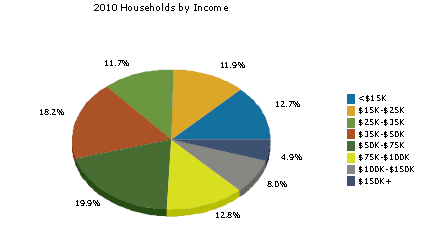 2010 Households by Income
11.7%
11.9%
18.2%
12.7%
4.9%
8.0%
19.9%
12.8%
<$15K
$15K-$25K
$25K-$35K
$35K-$50K
$50K-$75K
$75K-$100K
$100K-$150K
$150K+